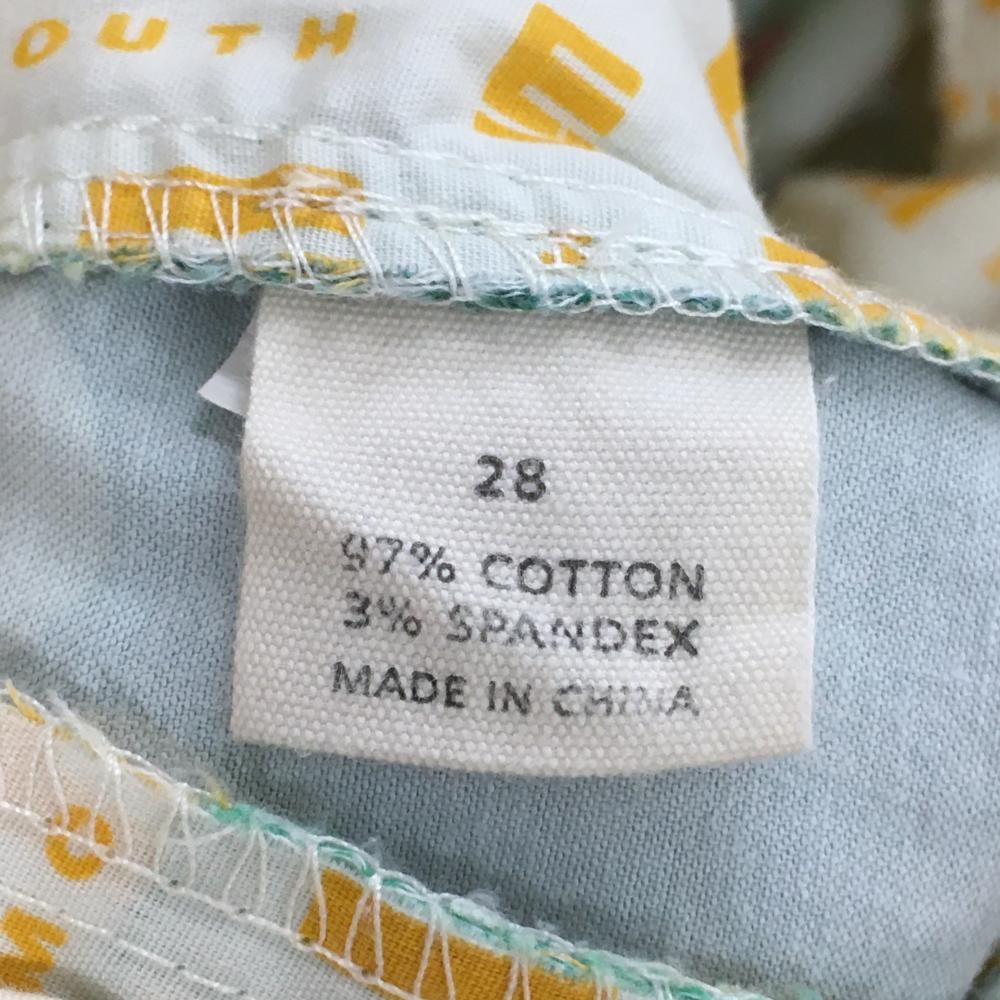 OUTH
28
97% COTTON
3% SPANDEX
MADE IN CHINA